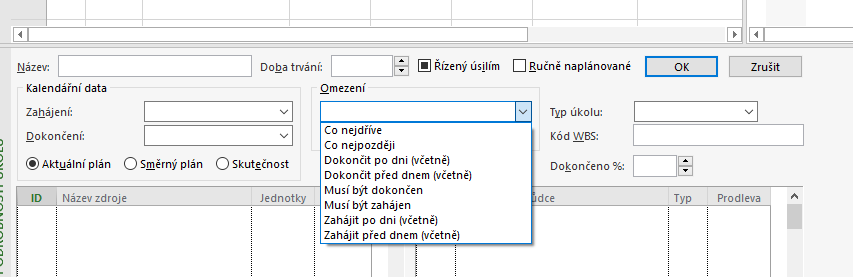 Název:
Doba trvání:
Řízený úsilím
Ručně naplánované
OK
Zrušit
Kalendářní data
Zahájení:
Dokončení:
Aktuální plán
Směrný plán
Skutečnost
Omezení
Co nejdříve
Co nejpozději
Dokončit po dni (včetně)
Dokončit před dnem (včetně)
Musí být dokončen
Musí být zahájen
Zahájit po dni (včetně)
Zahájit před dnem (včetně)
Typ úkolu:
Kód WBS:
Dokončeno %:
ID
Název zdroje
Jednotky
Typ
Prodleva